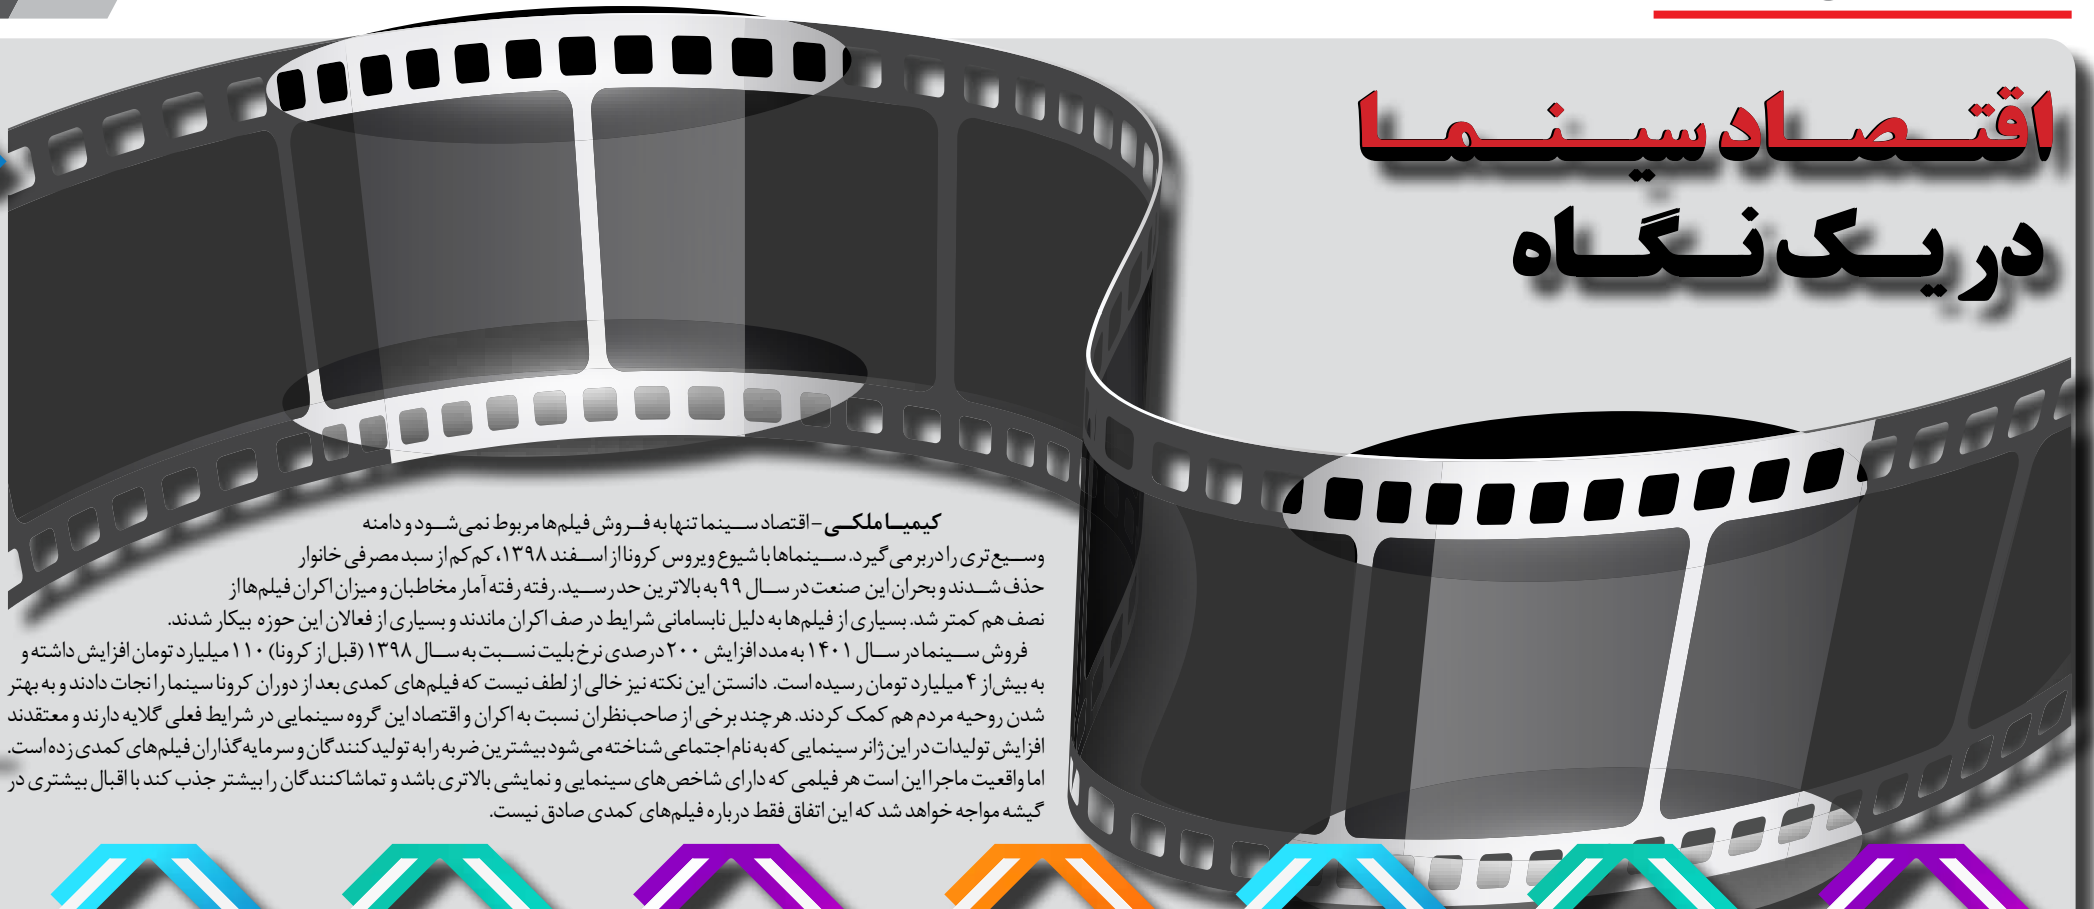 اقتصاد سینما
در یک نگاه
کیمیا ملکی - اقتصاد سینما تنها به فروش فیلم‌ها مربوط نمی‌شود و دامنه
وسیع‌تری را دربر می‌گیرد. سینماها با شیوع ویروس کرونا از اسفند ۱۳۹۸، کم‌کم از سبد مصرفی خانوار
حذف شدند و بحران این صنعت در سال ۹۹ به بالاترین حد رسید. رفته رفته آمار مخاطبان و میزان اکران فیلم‌ها از
نصف هم کمتر شد. بسیاری از فیلم‌ها به دلیل نابسامانی شرایط در صف اکران ماندند و بسیاری از فعالان این حوزه بیکار شدند.
فروش سینما در سال ۱۴۰۱ به مدد افزایش ۲۰۰ درصدی نرخ بلیت نسبت به سال ۱۳۹۸ (قبل از کرونا) ۱۱۰ میلیارد تومان افزایش داشته و
به بیش از ۴ میلیارد تومان رسیده است. دانستن این نکته نیز خالی از لطف نیست که فیلم‌های کمدی بعد از دوران کرونا سینما را نجات دادند و به بهتر
شدن روحیه مردم هم کمک کردند. هرچند برخی از صاحب‌نظران نسبت به اکران و اقتصاد این گروه سینمایی در شرایط فعلی گلایه دارند و معتقدند
افزایش تولیدات در این ژانر سینمایی که به نام اجتماعی شناخته می‌شود بیشترین ضربه را به تولیدکنندگان و سرمایه‌گذاران فیلم‌های کمدی زده است.
اما واقعیت ماجرا این است هر فیلمی که دارای شاخص‌های سینمایی و نمایشی بالاتری باشد و تماشاکنندگان را بیشتر جذب کند با اقبال بیشتری در
گیشه مواجه خواهد شد که این اتفاق فقط درباره فیلم‌های کمدی صادق نیست.